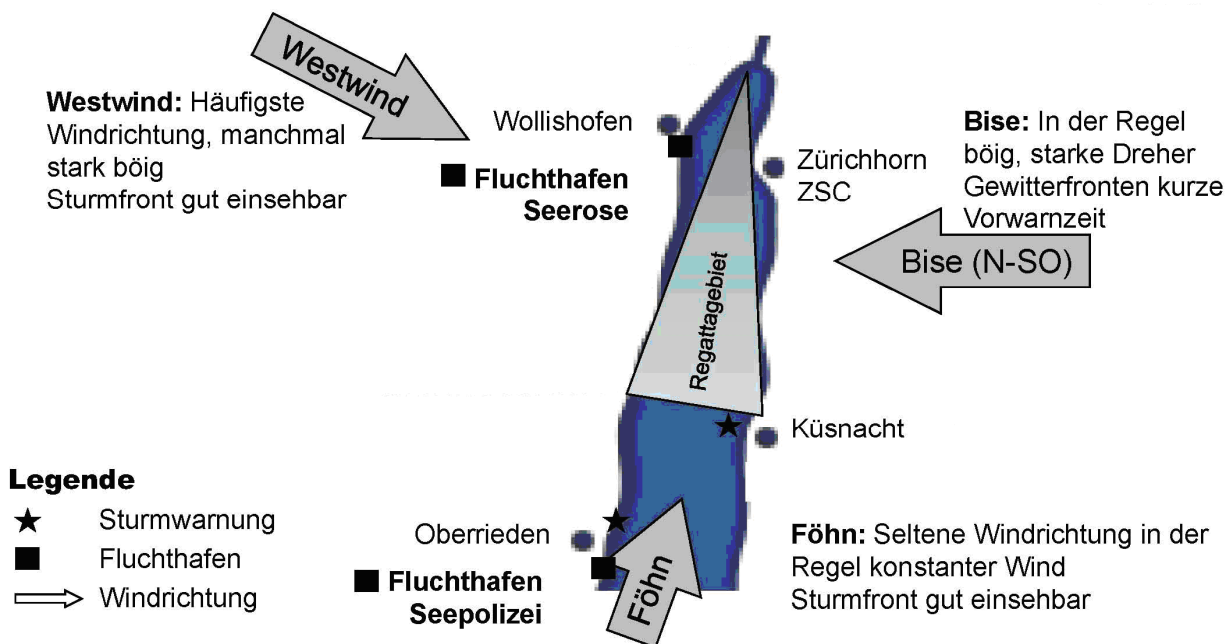 Westwind
Westwind: Häufigste
Windrichtung, manchmal
stark böig
Sturmfront gut einsehbar
Wollishofen
Fluchthafen
Seerose
Zürichhorn
ZSC
Bise: In der Regel
böig, starke Dreher
Gewitterfronten kurze
Vorwarnzeit
Bise (N-SO)
Regattagebiet
Küsnacht
Legende
Sturmwarnung
Fluchthafen
Windrichtung
Oberrieden
Fluchthafen
Seepolizei
Föhn
Föhn: Seltene Windrichtung in der
Regel konstanter Wind
Sturmfront gut einsehbar